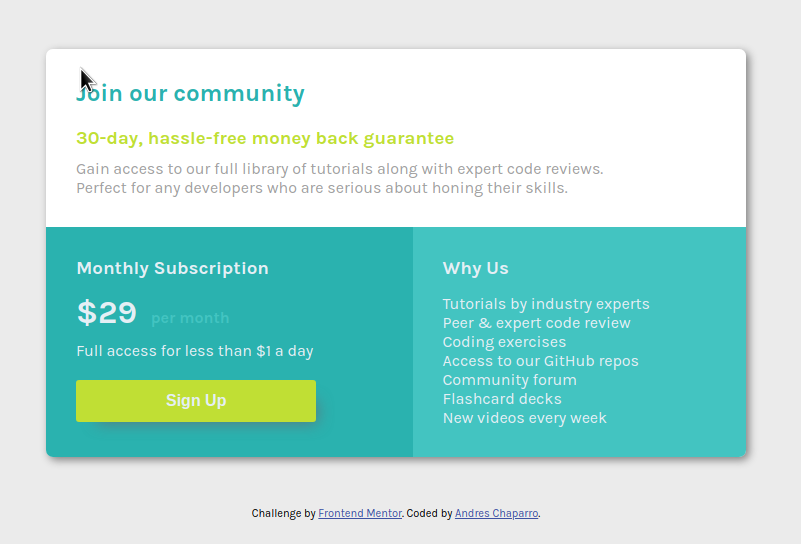 Join our community
30-day, hassle-free money back guarantee
Gain access to our full library of tutorials along with expert code reviews.
Perfect for any developers who are serious about honing their skills.
Monthly Subscription
$29 per month
Full access for less than $1 a day
Sign Up
Why Us
Tutorials by industry experts
Peer & expert code review
Coding exercises
Access to our GitHub repos
Community forum
Flashcard decks
New videos every week
Challenge by Frontend Mentor. Coded by Andres Chaparro.